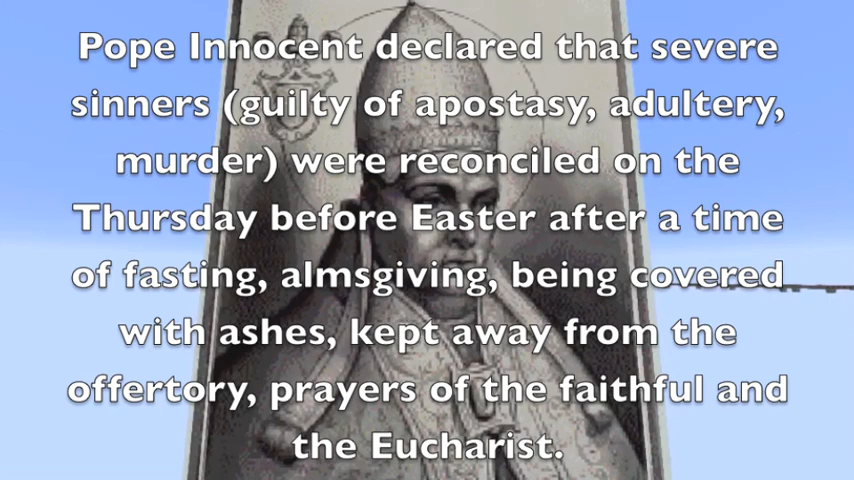 Pope Innocent declared that severe
sinners (guilty of apostasy, adultery,
murder) were reconciled on the
Thursday before Easter after a time
of fasting, almsgiving, being covered
with ashes, kept away from the
offertory, prayers of the faithful and
the Eucharist.